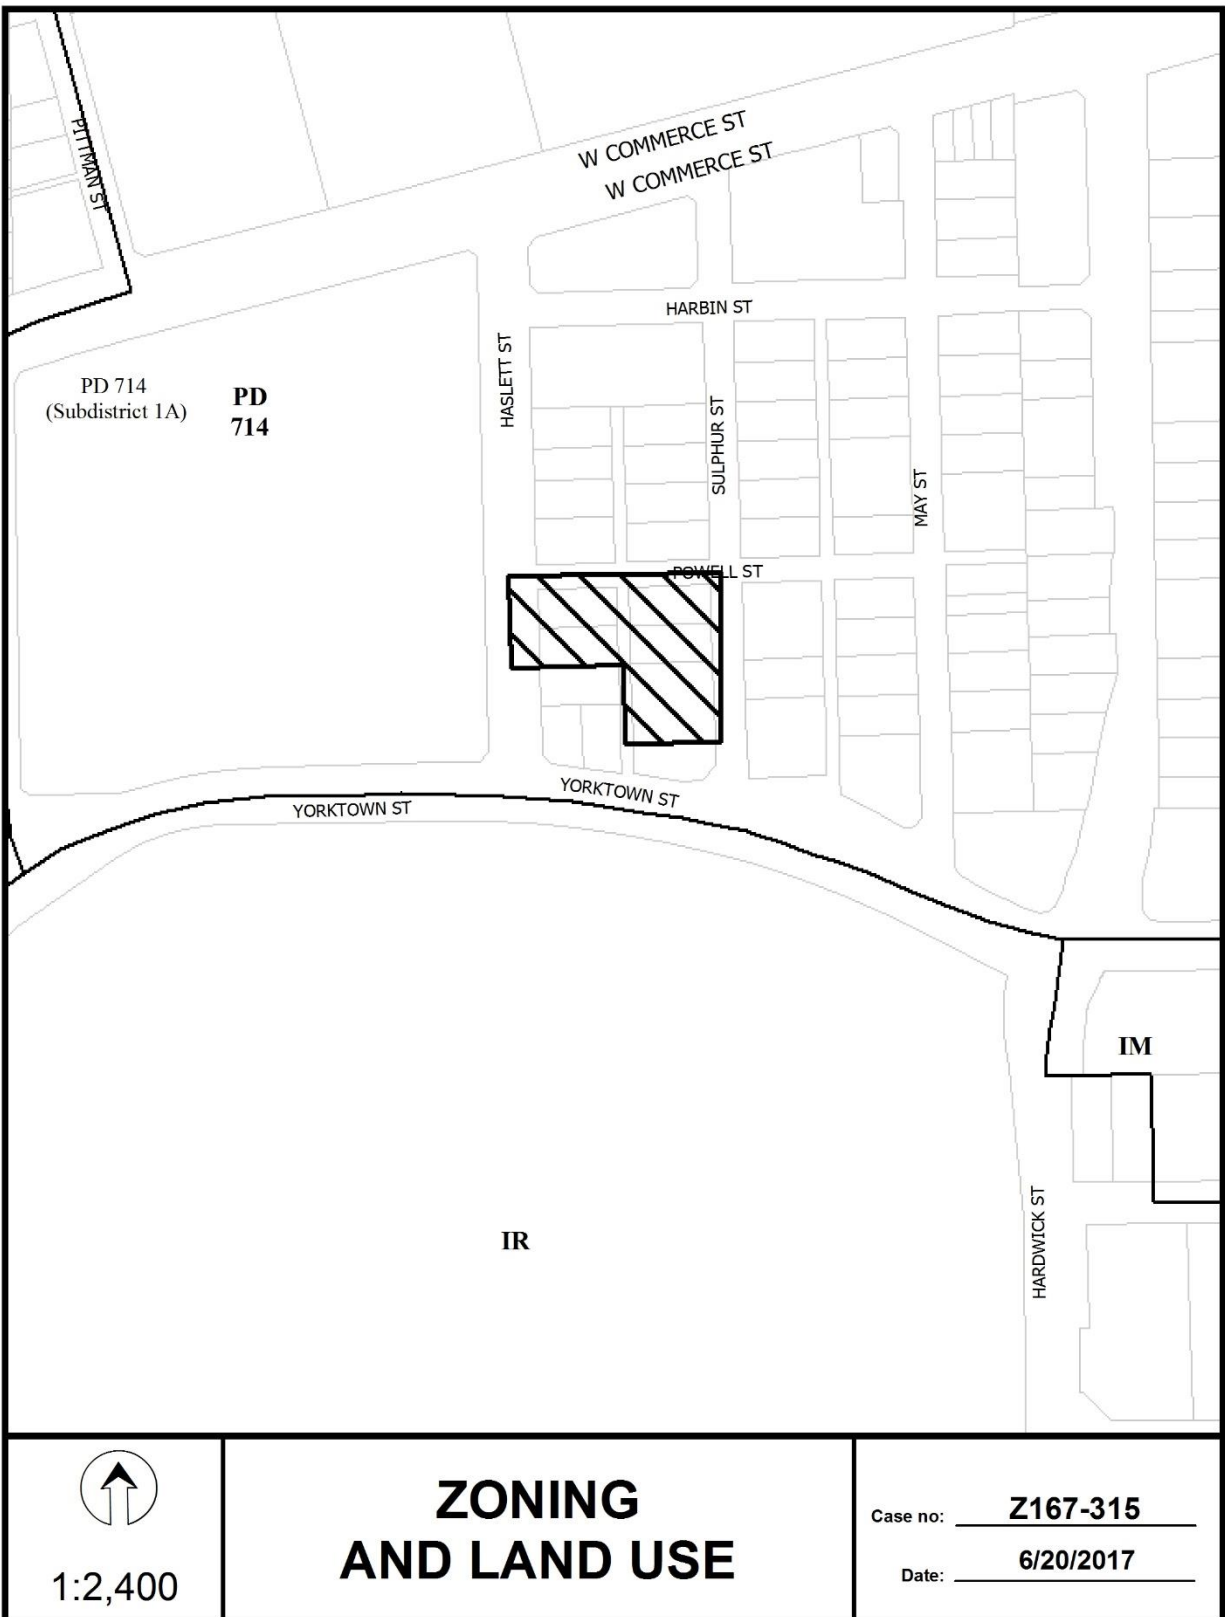 PITTMAN ST
W COMMERCE ST
W COMMERCE ST
HARBIN ST
HASLETT ST
PD 714
(Subdistrict 1A)
PD
714
SULPHUR ST
MAY ST
POWELL ST
YORKTOWN ST
YORKTOWN ST
IM
HARDWICK ST
IR
1:2,400
ZONING
AND LAND USE
Case no: Z167-315
Date: 6/20/2017